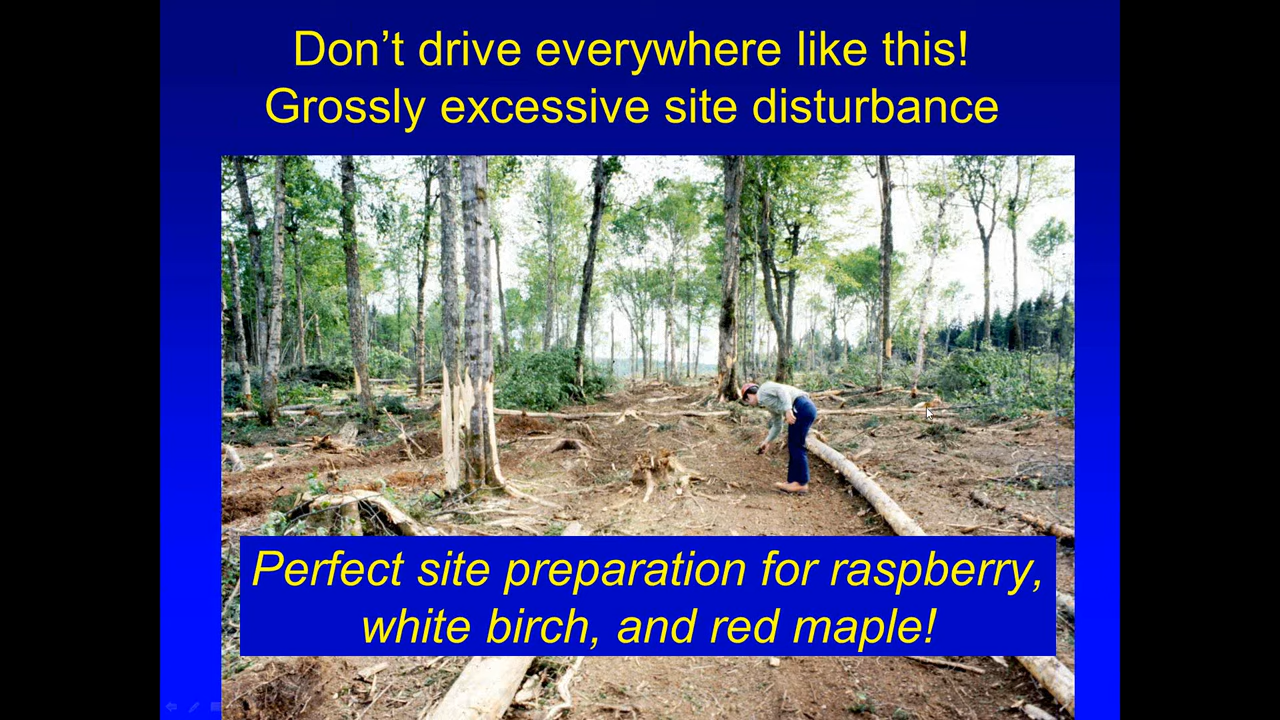 Don’t drive everywhere like this!
Grossly excessive site disturbance
Perfect site preparation for raspberry,
white birch, and red maple!